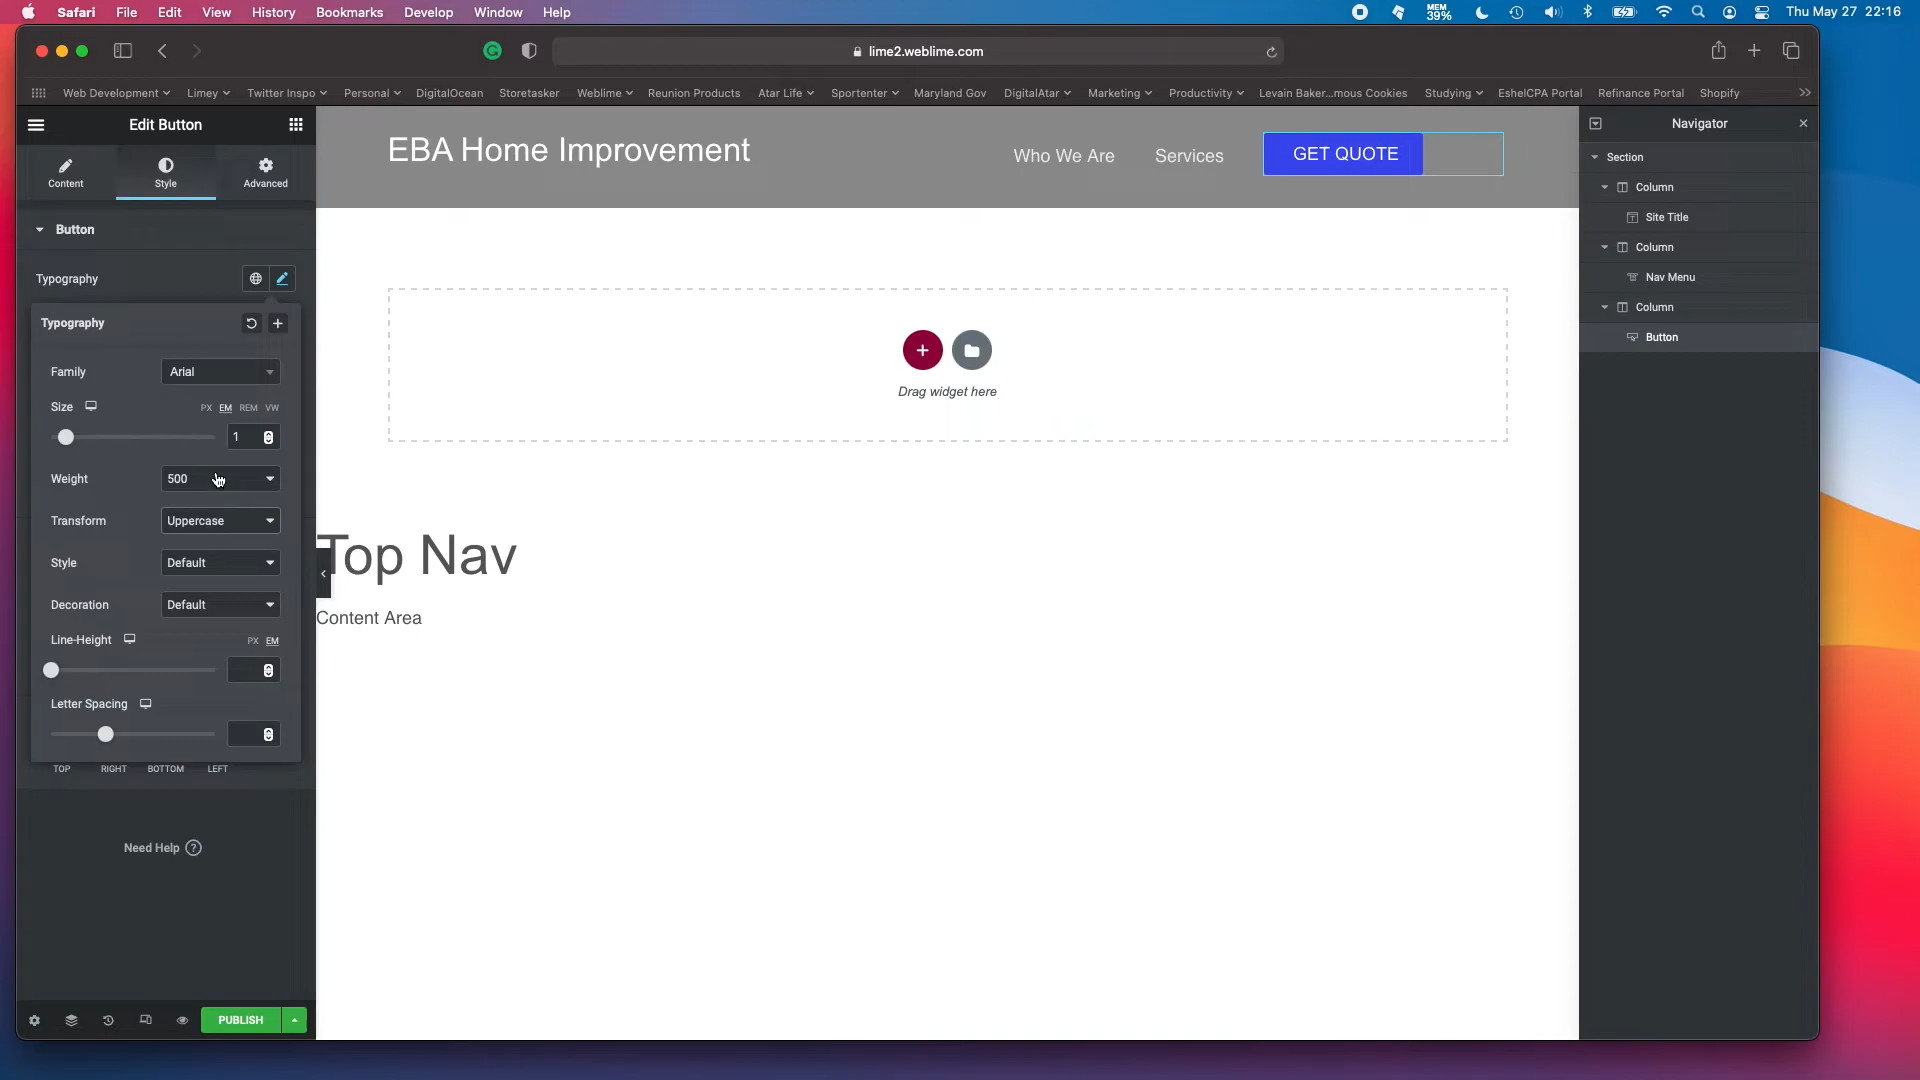 Safari File Edit View History Bookmarks Develop Window Help MEM 39% Thu May 27 22:16
lime2.weblime.com
Web Development Limey Twitter Inspo Personal DigitalOcean Storetasker Weblime Reunion Products Atar Life Sportenter Maryland Gov DigitalAtar Marketing Productivity Levain Baker...mous Cookies Studying EshelCPA Portal Refinance Portal Shopify
Edit Button
Content Style Advanced
Button
Typography
Typography
Family Arial
Size PX EM REM VW
1
Weight 500
Transform Uppercase
Style Default
Decoration Default
Line-Height PX EM
Letter Spacing
TOP RIGHT BOTTOM LEFT
Need Help ?
PUBLISH
EBA Home Improvement
Who We Are Services GET QUOTE
Drag widget here
Top Nav
Content Area
Navigator
Section
Column
Site Title
Column
Nav Menu
Column
Button